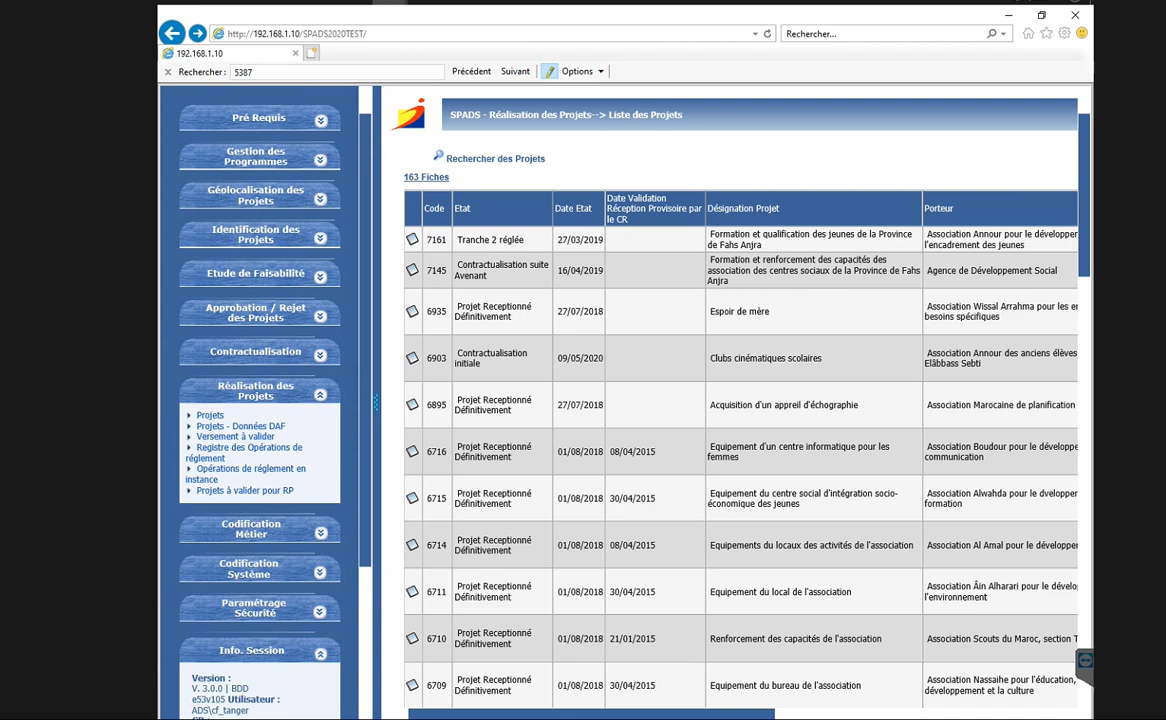 http://192.168.1.10/SPADS2020TEST/
Rechercher...
192.168.1.10
Rechercher : 5387
Précédent Suivant Options
Pré Requis
Gestion des
Programmes
Géolocalisation des
Projets
Identification des
Projets
Etude de Faisabilité
Approbation / Rejet
des Projets
Contractualisation
Réalisation des
Projets
Projets
Projets - Données DAF
Versement à valider
Registre des Opérations de
réglement
Opérations de réglement en
instance
Projets à valider pour RP
Codification
Métier
Codification
Système
Paramétrage
Sécurité
Info. Session
Version :
V. 3.0.0 | BDD
e53v105 Utilisateur :
ADS\cf_tanger
SPADS - Réalisation des Projets--> Liste des Projets
Rechercher des Projets
163 Fiches
Code
Etat
Date Etat
Date Validation
Réception Provisoire par
le CR
Désignation Projet
Porteur
7161
Tranche 2 réglée
27/03/2019
Formation et qualification des jeunes de la Province
de Fahs Anjra
Association Annour pour le développer
l'encadrement des jeunes
7145
Contractualisation suite
Avenant
16/04/2019
Formation et renforcement des capacités des
association des centres sociaux de la Province de Fahs
Anjra
Agence de Développement Social
6935
Projet Receptionné
Définitivement
27/07/2018
Espoir de mère
Association Wissal Arrahma pour les en
besoins spécifiques
6903
Contractualisation
initiale
09/05/2020
Clubs cinématiques scolaires
Association Annour des anciens élèves
Elâbbass Sebti
6895
Projet Receptionné
Définitivement
27/07/2018
Acquisition d'un appreil d'échographie
Association Marocaine de planification
6716
Projet Receptionné
Définitivement
01/08/2018
08/04/2015
Equipement d'un centre informatique pour les
femmes
Association Boudour pour le développe
communication
6715
Projet Receptionné
Définitivement
01/08/2018
30/04/2015
Equipement du centre social d'intégration socio-
économique des jeunes
Association Alwahda pour le dvelopper
formation
6714
Projet Receptionné
Définitivement
01/08/2018
08/04/2015
Equipements du locaux des activités de l'association
Association Al Amal pour le développer
6711
Projet Receptionné
Définitivement
01/08/2018
30/04/2015
Equipement du local de l'association
Association Âin Alharari pour le dévelo
l'environnement
6710
Projet Receptionné
Définitivement
01/08/2018
21/01/2015
Renforcement des capacités de l'association
Association Scouts du Maroc, section T
6709
Projet Receptionné
Définitivement
01/08/2018
30/04/2015
Equipement du bureau de l'association
Association Nassaihe pour l'éducation,
développement et la culture